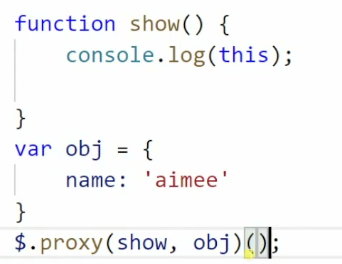 function show() {
    console.log(this);
}
var obj = {
    name: 'aimee'
}
$.proxy(show, obj)();